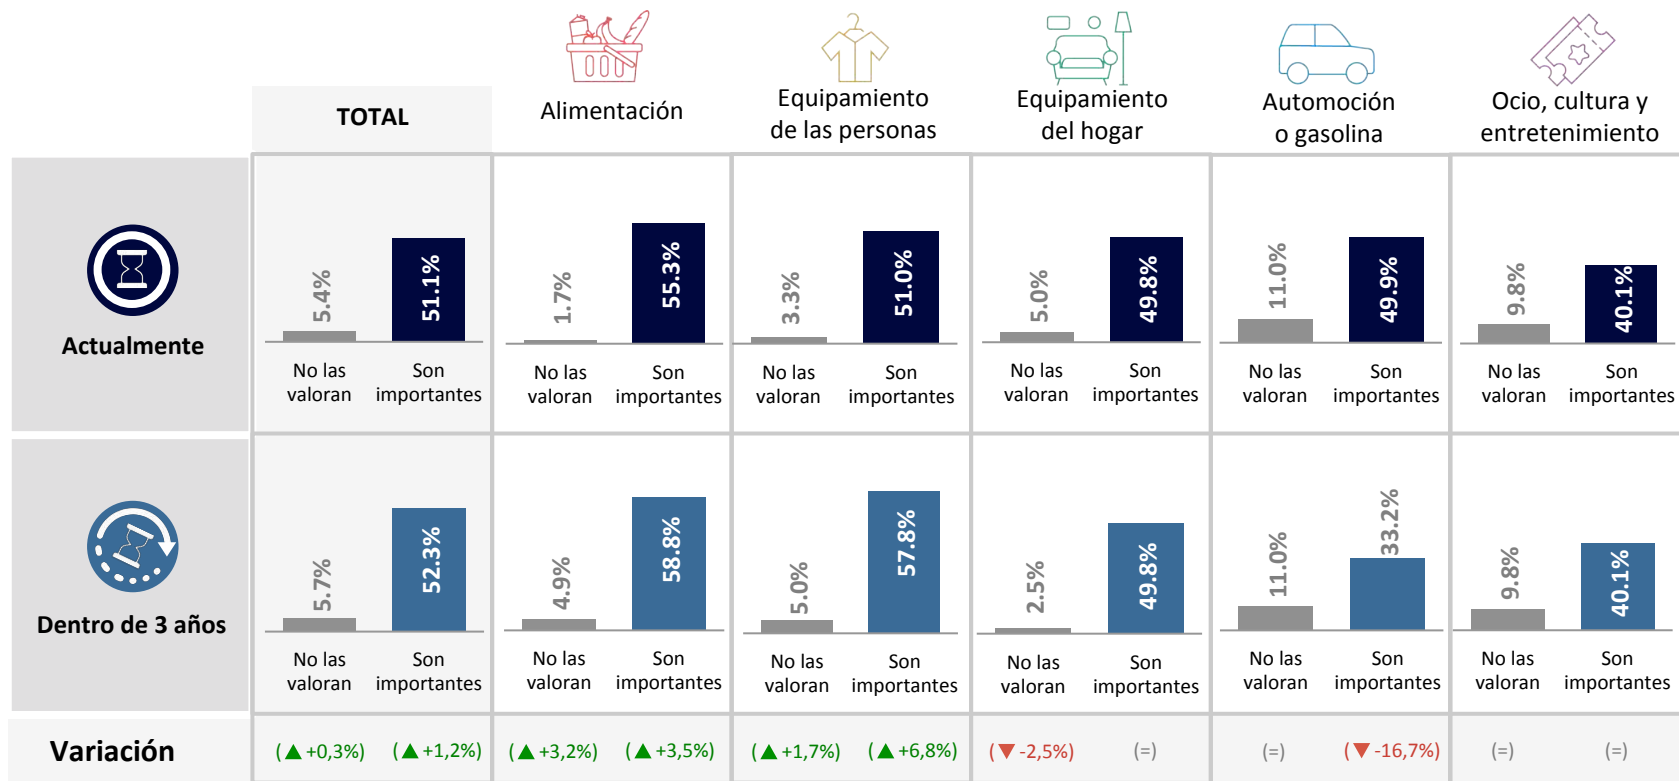 TOTAL
Alimentación
Equipamiento
de las personas
Equipamiento
del hogar
Automoción
o gasolina
Ocio, cultura y
entretenimiento
Actualmente
5.4%
51.1%
No las
valoran
Son
importantes
1.7%
55.3%
No las
valoran
Son
importantes
3.3%
51.0%
No las
valoran
Son
importantes
5.0%
49.8%
No las
valoran
Son
importantes
11.0%
49.9%
No las
valoran
Son
importantes
9.8%
40.1%
No las
valoran
Son
importantes
Dentro de 3 años
5.7%
52.3%
No las
valoran
Son
importantes
4.9%
58.8%
No las
valoran
Son
importantes
5.0%
57.8%
No las
valoran
Son
importantes
2.5%
49.8%
No las
valoran
Son
importantes
11.0%
33.2%
No las
valoran
Son
importantes
9.8%
40.1%
No las
valoran
Son
importantes
Variación
(▲ +0,3%) (▲ +1,2%) (▲ +3,2%) (▲ +3,5%) (▲ +1,7%) (▲ +6,8%) (▼ -2,5%) (=) (=) (▼ -16,7%) (=) (=)